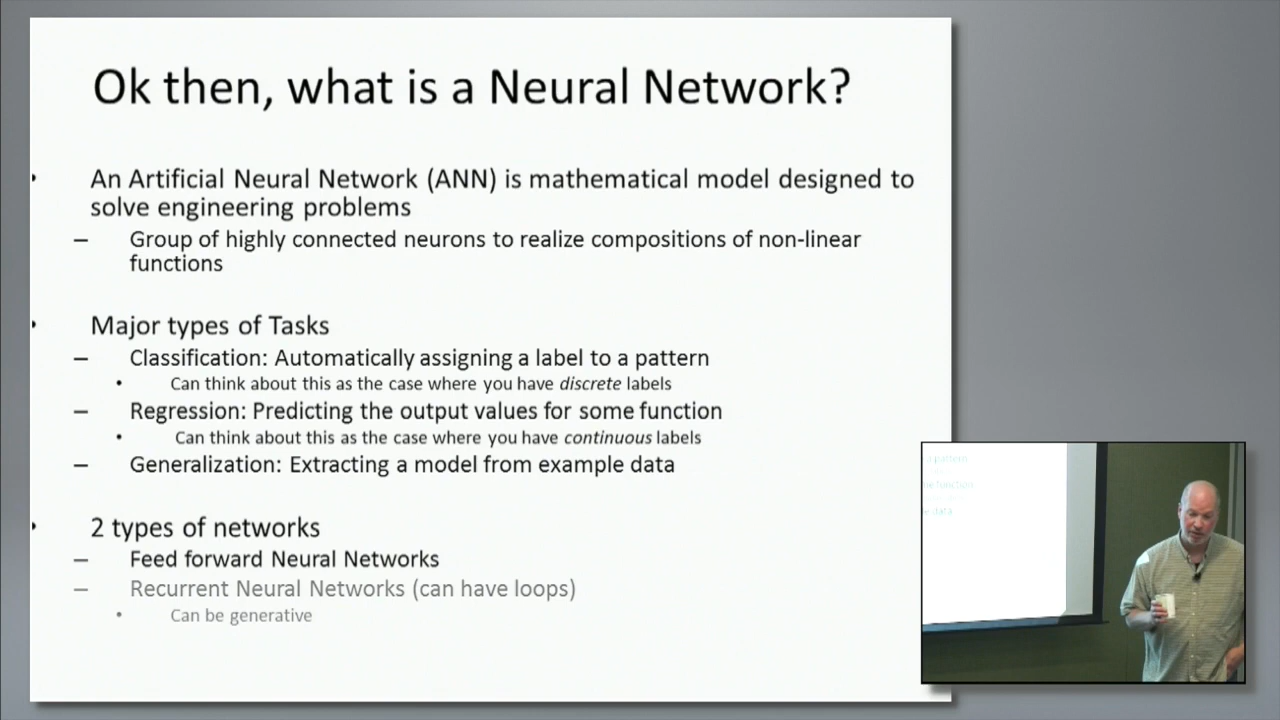 Ok then, what is a Neural Network?
• An Artificial Neural Network (ANN) is mathematical model designed to
solve engineering problems
– Group of highly connected neurons to realize compositions of non-linear
functions
• Major types of Tasks
– Classification: Automatically assigning a label to a pattern
• Can think about this as the case where you have discrete labels
– Regression: Predicting the output values for some function
• Can think about this as the case where you have continuous labels
– Generalization: Extracting a model from example data
• 2 types of networks
– Feed forward Neural Networks
– Recurrent Neural Networks (can have loops)
• Can be generative
a pattern
function
data